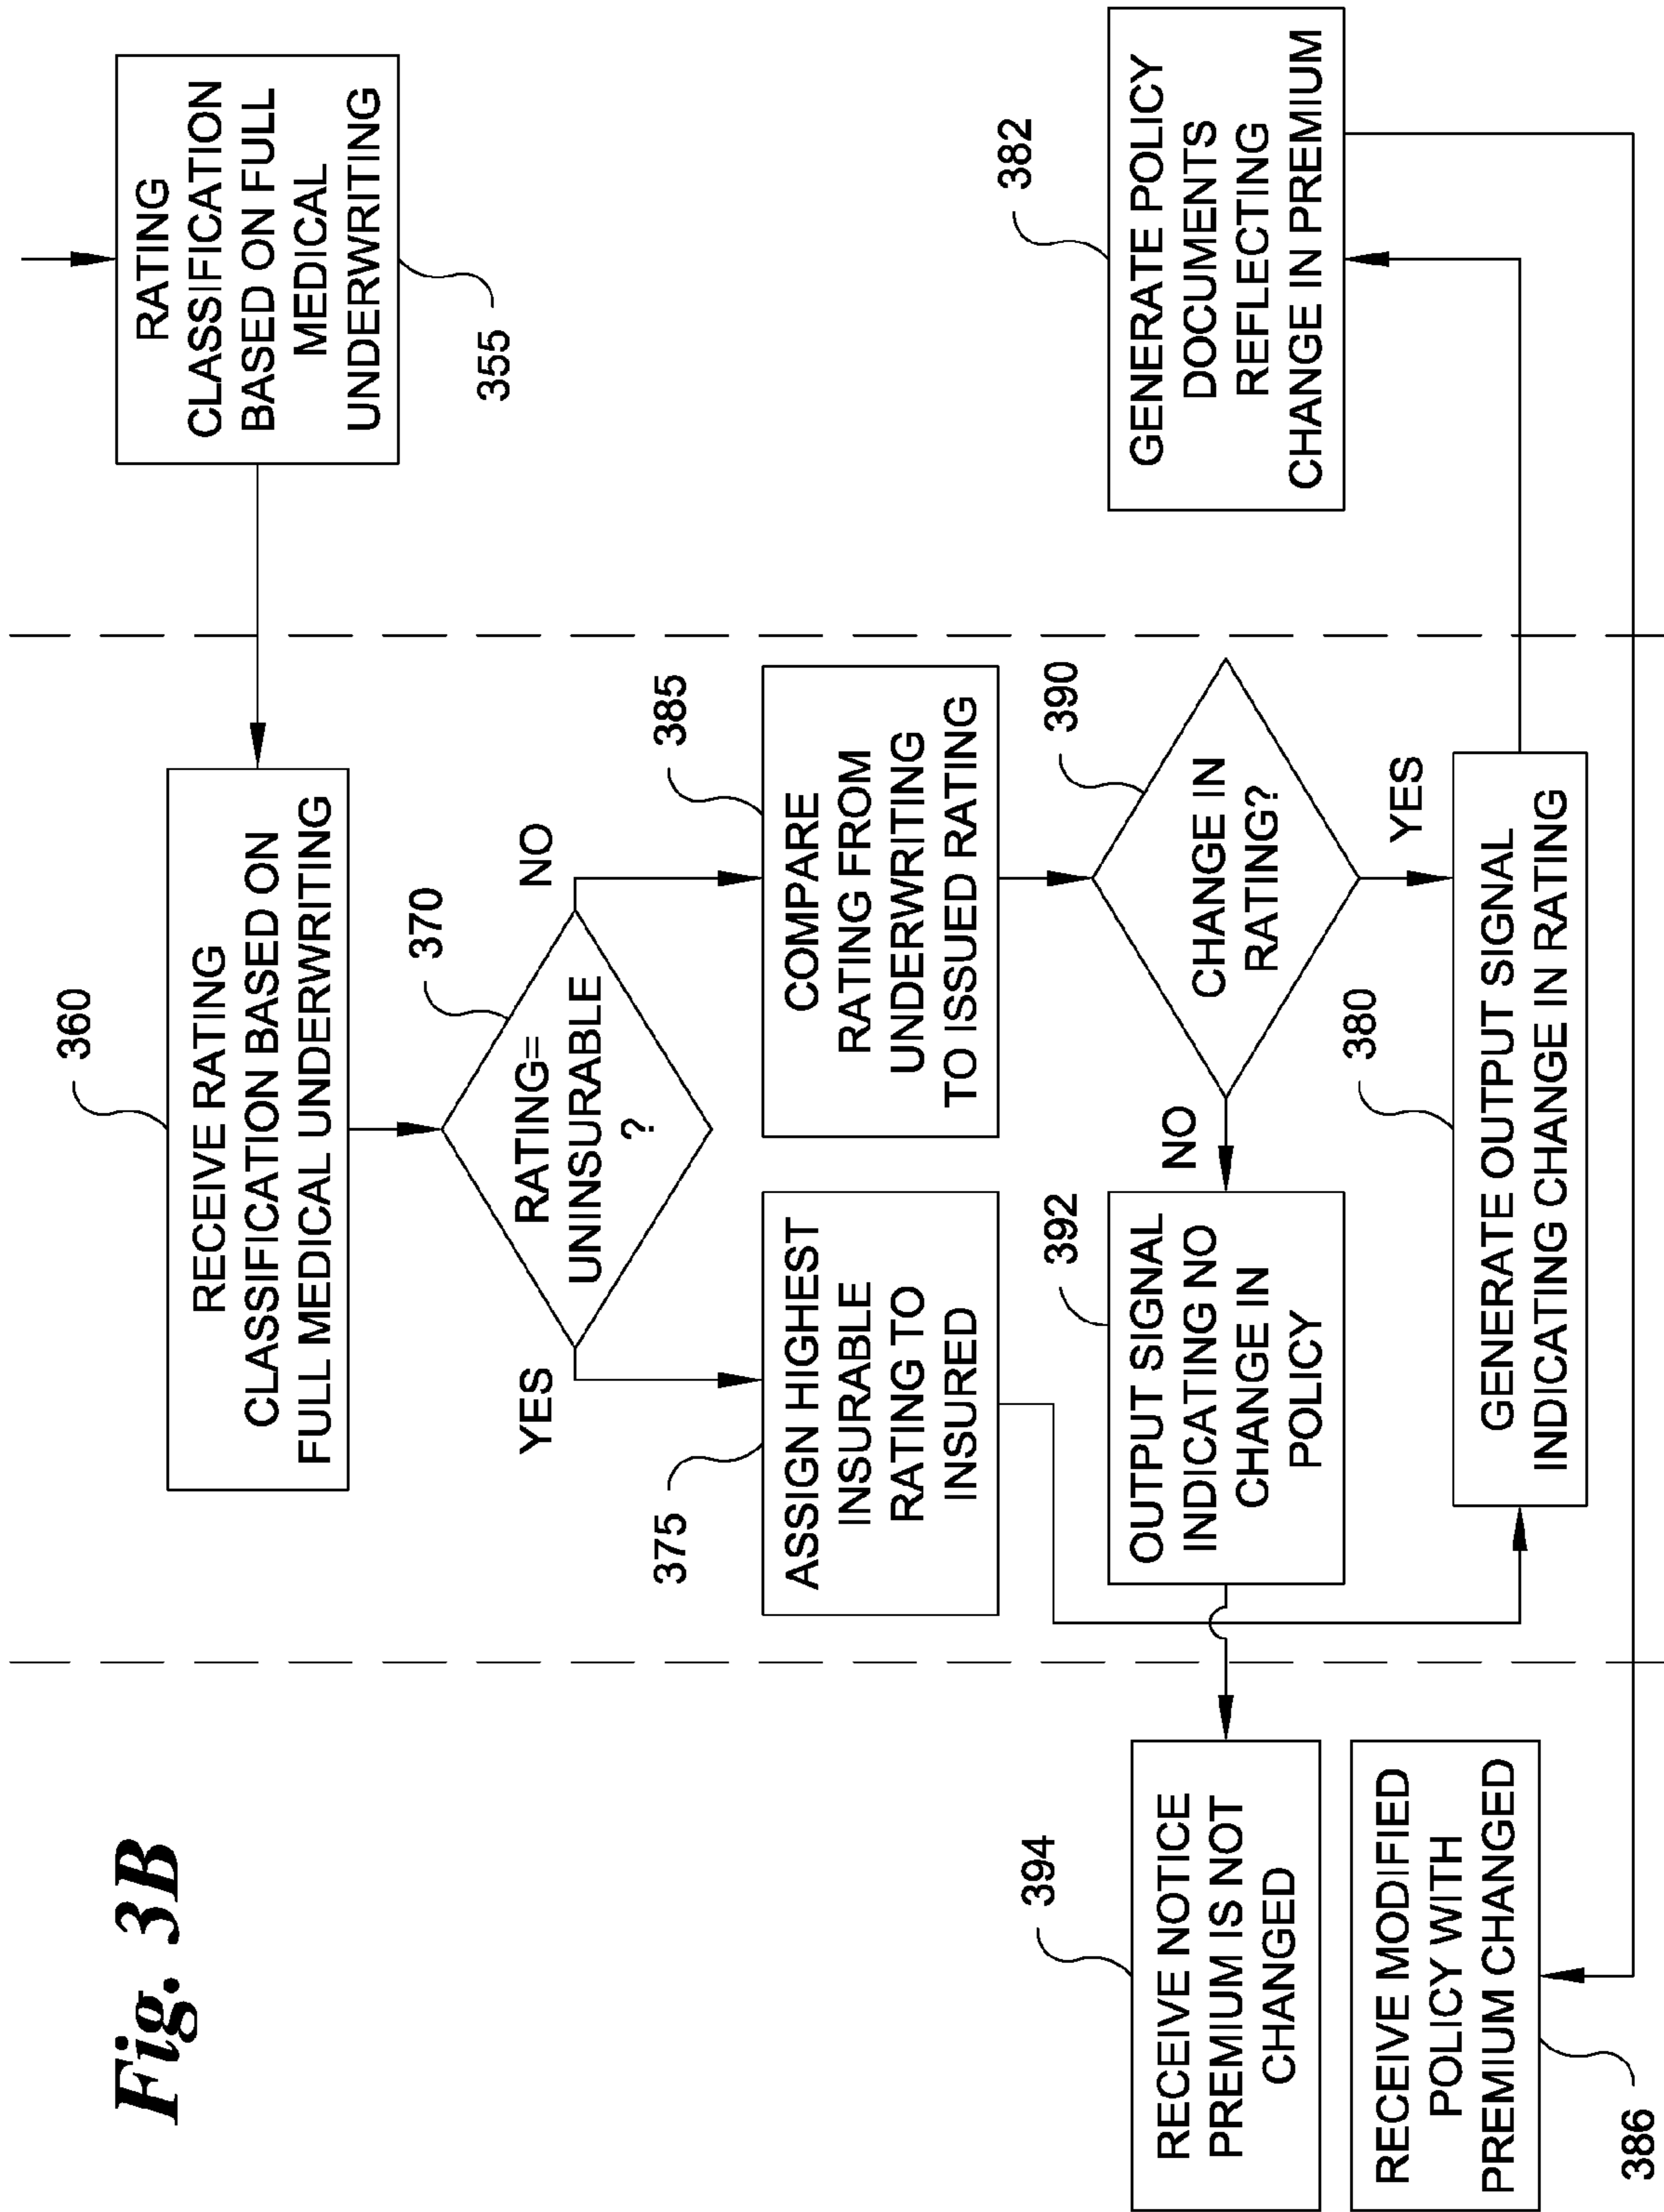 Fig. 3B
RATING
CLASSIFICATION
BASED ON FULL
MEDICAL
UNDERWRITING
355
360
RECEIVE RATING
CLASSIFICATION BASED ON
FULL MEDICAL UNDERWRITING
370
RATING=
UNINSURABLE
?
YES
NO
375
ASSIGN HIGHEST
INSURABLE
RATING TO
INSURED
385
COMPARE
RATING FROM
UNDERWRITING
TO ISSUED RATING
390
CHANGE IN
RATING?
NO
YES
392
OUTPUT SIGNAL
INDICATING NO
CHANGE IN
POLICY
394
RECEIVE NOTICE
PREMIUM IS NOT
CHANGED
380
GENERATE OUTPUT SIGNAL
INDICATING CHANGE IN RATING
382
GENERATE POLICY
DOCUMENTS
REFLECTING
CHANGE IN PREMIUM
RECEIVE MODIFIED
POLICY WITH
PREMIUM CHANGED
386